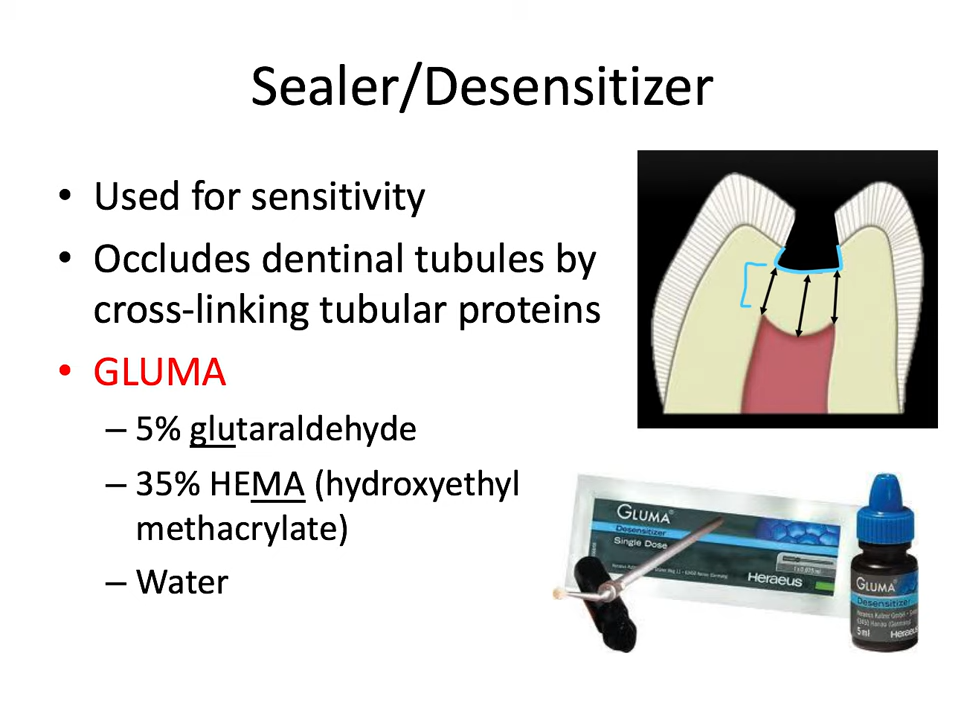 Sealer/Desensitizer
• Used for sensitivity
• Occludes dentinal tubules by
cross-linking tubular proteins
• GLUMA
– 5% glutaraldehyde
– 35% HEMA (hydroxyethyl
methacrylate)
– Water
GLUMA®
Desensitizer
Single Dose
Heraeus
GLUMA®
Desensitizer
5 ml
Heraeus